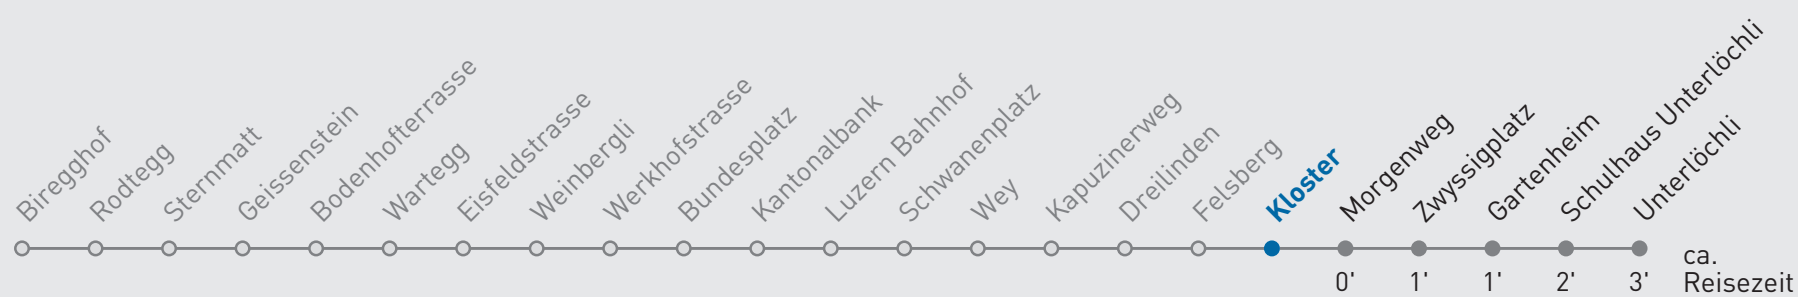 Biregghof
Rodtegg
Sternmatt
Geissenstein
Bodenhofterrasse
Wartegg
Eisfeldstrasse
Weinbergli
Werkhofstrasse
Bundesplatz
Kantonalbank
Luzern Bahnhof
Schwanenplatz
Wey
Kapuzinerweg
Dreilinden
Felsberg
Kloster
Morgenweg
Zwyssigplatz
Gartenheim
Schulhaus Unterlöchli
Unterlöchli
0' 1' 1' 2' 3'
ca.
Reisezeit